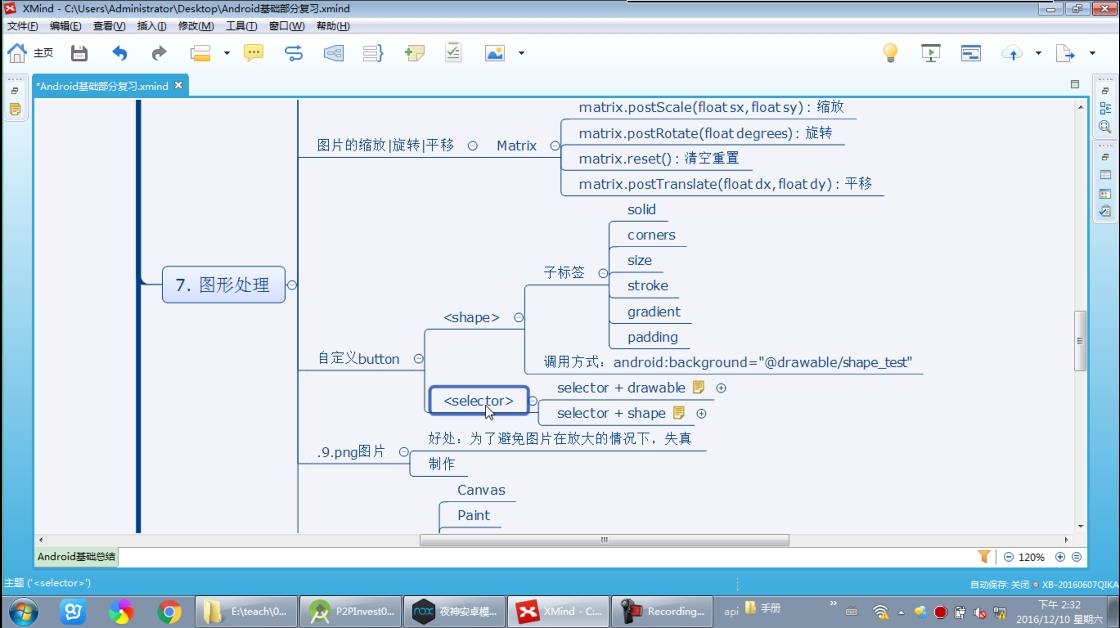 XMind - C:\Users\Administrator\Desktop\Android基础部分复习.xmind
文件(F) 编辑(E) 查看(V) 插入(I) 修改(M) 工具(T) 窗口(W) 帮助(H)
主页
*Android基础部分复习.xmind
matrix.postScale(float sx, float sy)：缩放
图片的缩放|旋转|平移 Matrix
matrix.postRotate(float degrees)：旋转
matrix.reset()：清空重置
matrix.postTranslate(float dx, float dy)：平移
7. 图形处理
自定义button
<shape>
子标签
solid
corners
size
stroke
gradient
padding
调用方式：android:background="@drawable/shape_test"
<selector>
selector + drawable
selector + shape
.9.png图片
好处：为了避免图片在放大的情况下，失真
制作
Canvas
Paint
Android基础总结
120%
主题 ('<selector>')
自动保存: 关闭
XB-20160607QIKA
E:\teach\0...
P2PInvest0...
夜神安卓模...
XMind - C:...
Recording...
api
手册
下午 2:32
2016/12/10 星期六